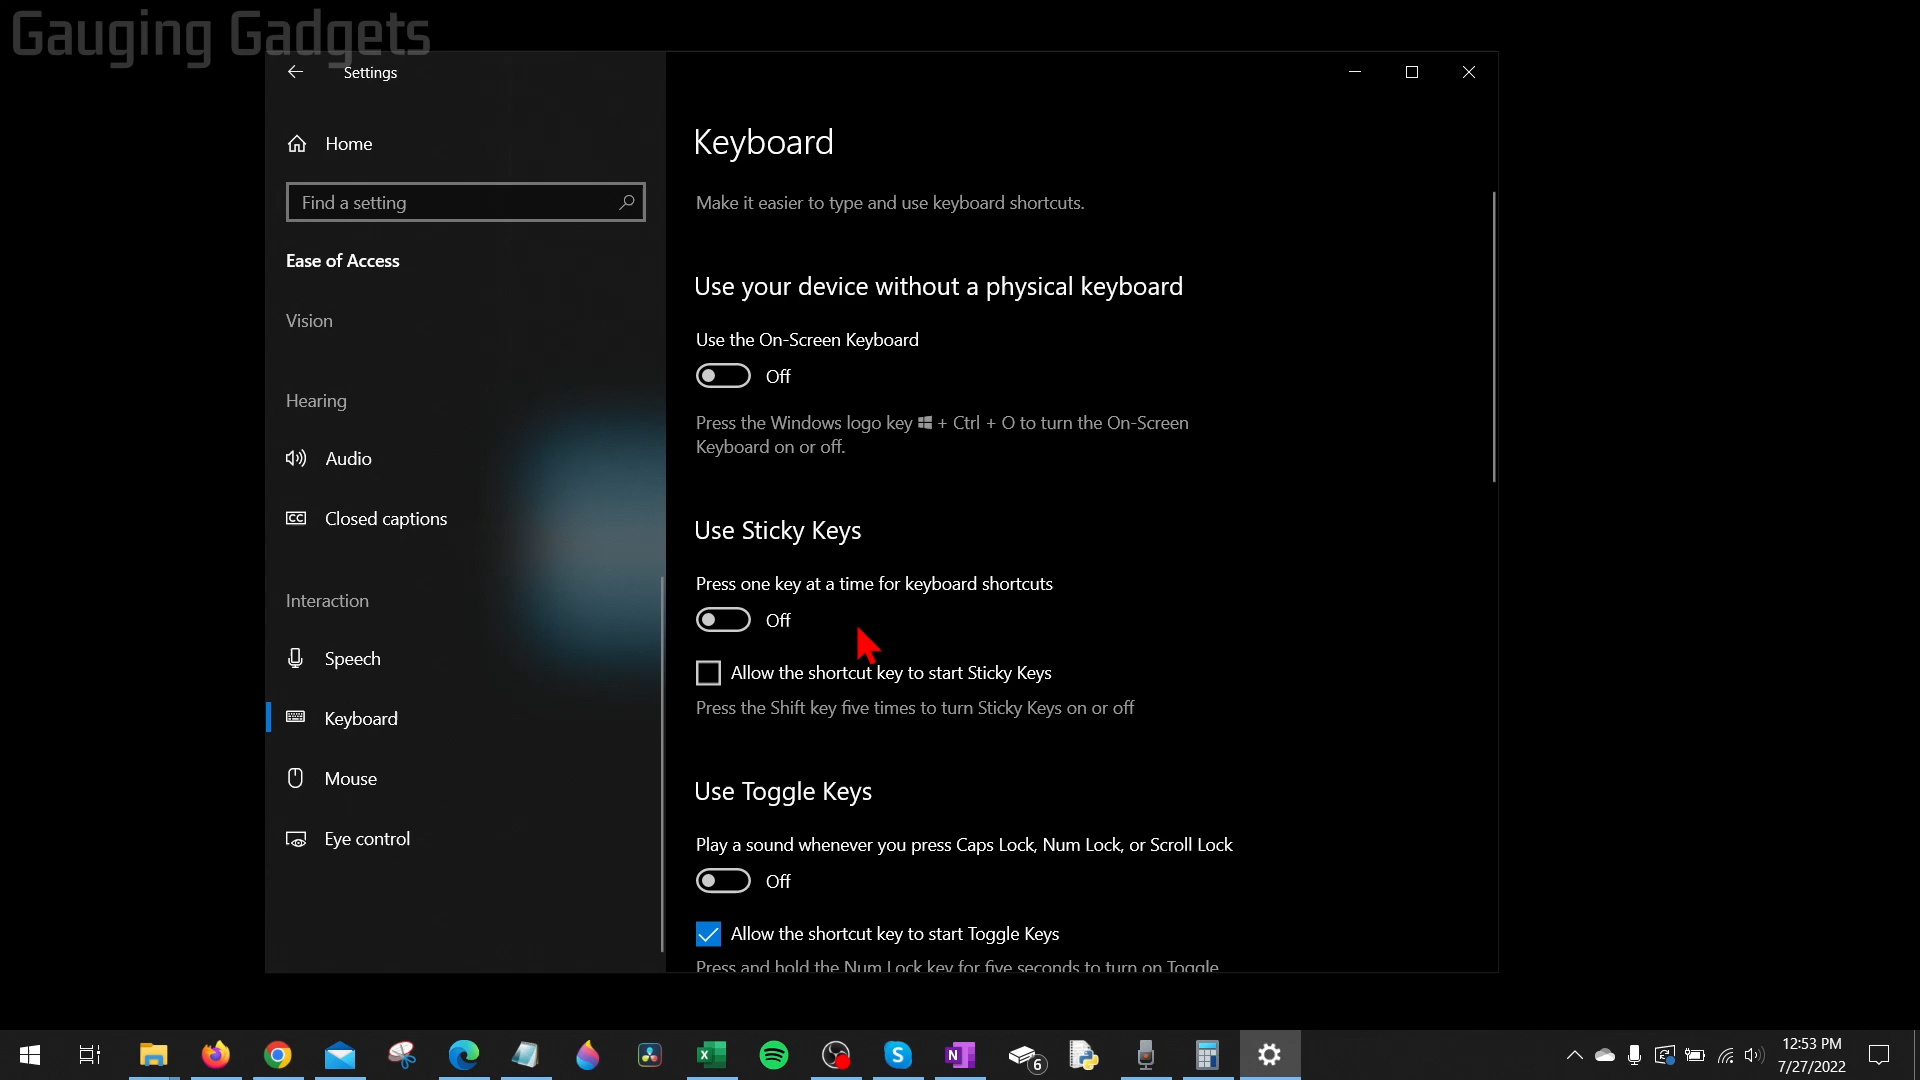 Gauging Gadgets
Settings
Home
Find a setting
Ease of Access
Vision
Hearing
Audio
Closed captions
Interaction
Speech
Keyboard
Mouse
Eye control
Keyboard
Make it easier to type and use keyboard shortcuts.
Use your device without a physical keyboard
Use the On-Screen Keyboard
Off
Press the Windows logo key + Ctrl + O to turn the On-Screen
Keyboard on or off.
Use Sticky Keys
Press one key at a time for keyboard shortcuts
Off
Allow the shortcut key to start Sticky Keys
Press the Shift key five times to turn Sticky Keys on or off
Use Toggle Keys
Play a sound whenever you press Caps Lock, Num Lock, or Scroll Lock
Off
Allow the shortcut key to start Toggle Keys
Press and hold the Num Lock key for five seconds to turn on Toggle
6
12:53 PM
7/27/2022